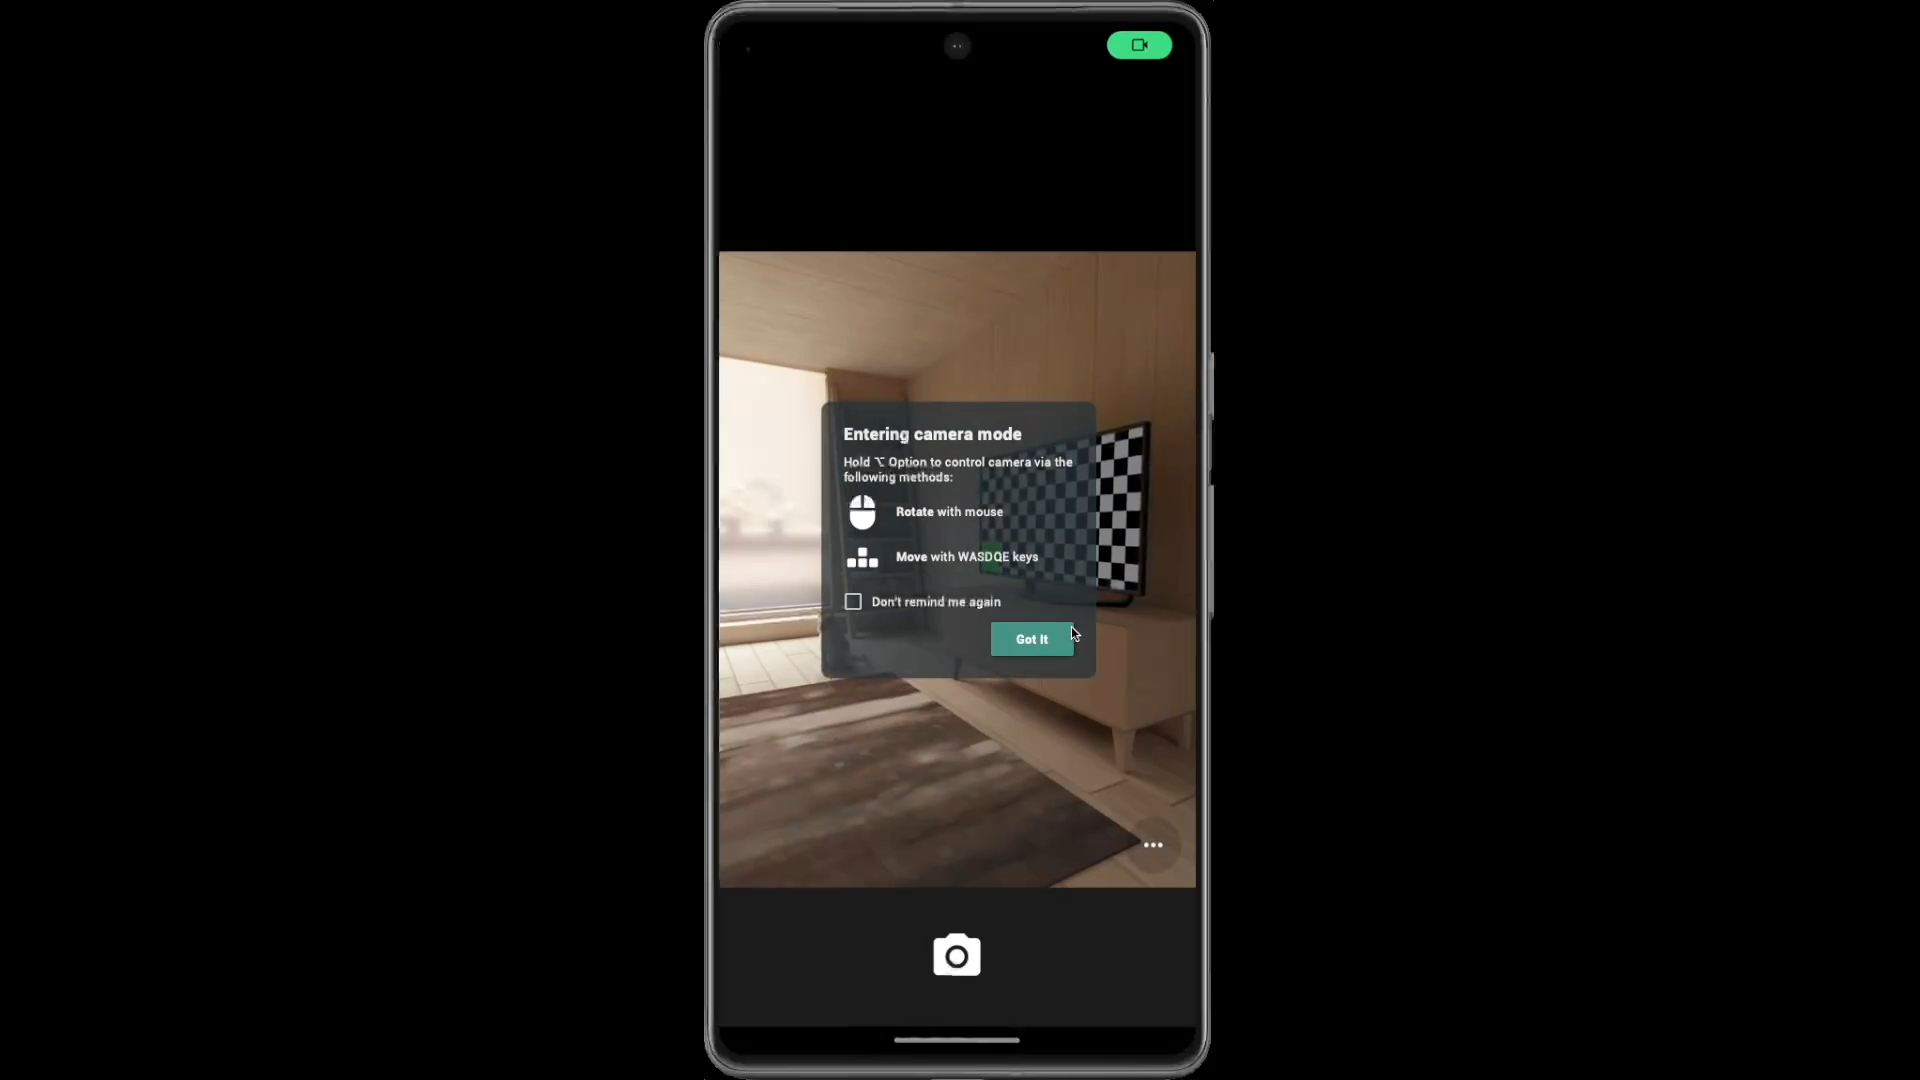 Entering camera mode
Hold ⌥ Option to control camera via the
following methods:
Rotate with mouse
Move with WASDQE keys
Don't remind me again
Got It